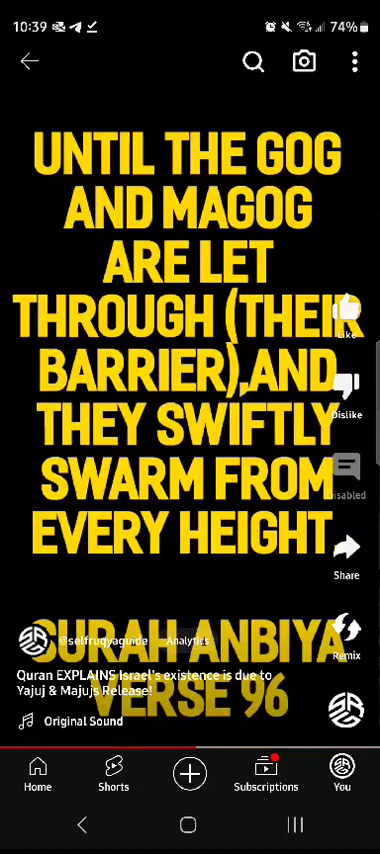 10:39
74%
UNTIL THE GOG
AND MAGOG
ARE LET
THROUGH (THEIR
BARRIER),AND
THEY SWIFTLY
SWARM FROM
EVERY HEIGHT
Like
Dislike
Disabled
Share
Remix
SURAH ANBIYA
VERSE 96
@selfruqyaguide
Analytics
Quran EXPLAINS Israel's existence is due to
Yajuj & Majujs Release!
Original Sound
Home
Shorts
Subscriptions
You